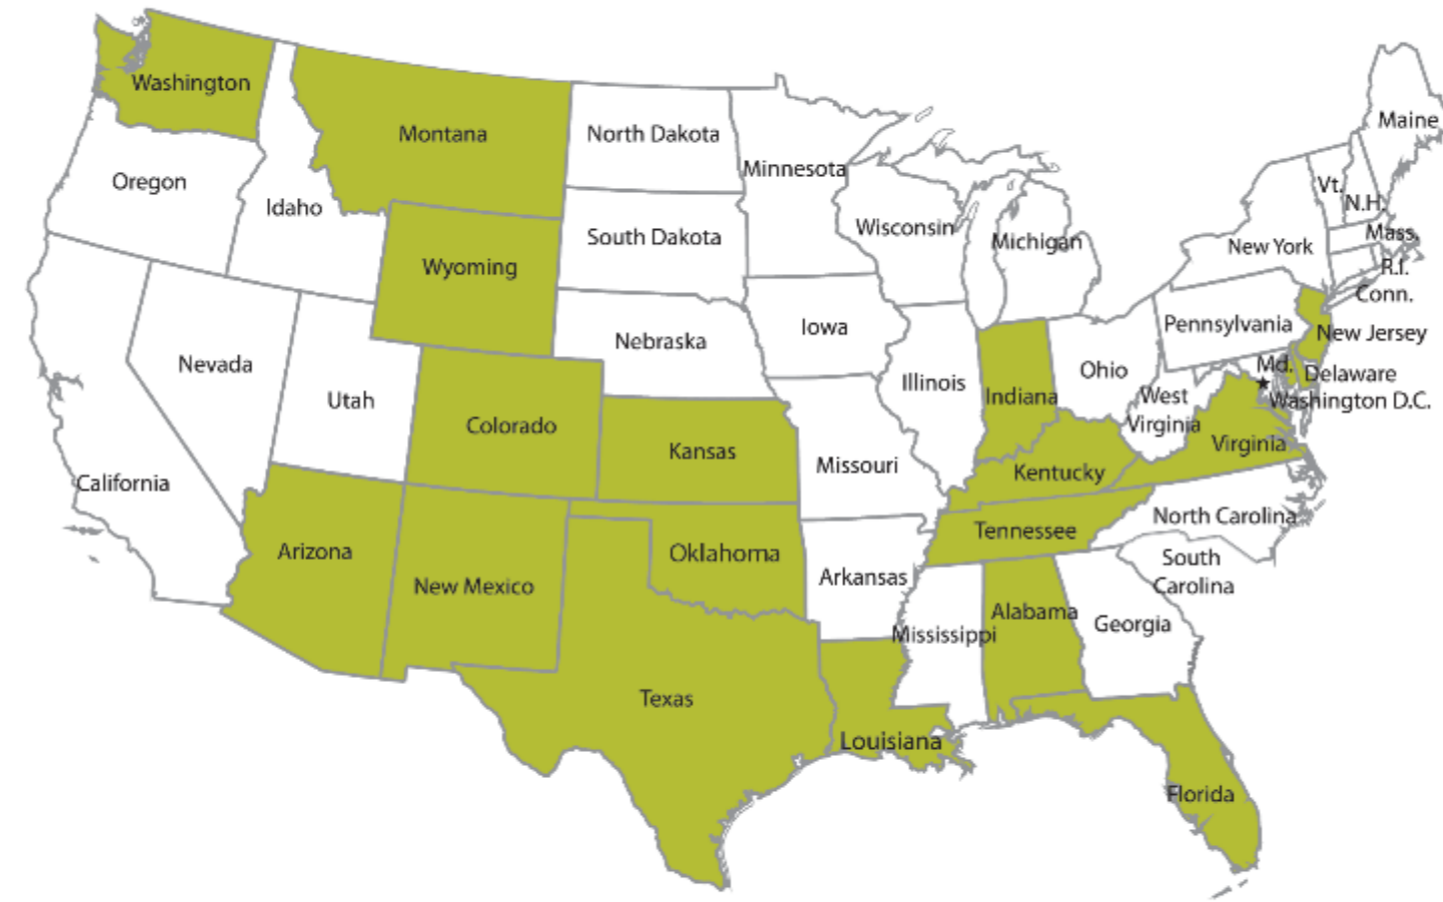 Washington
Montana
North Dakota
Minnesota
Maine
Oregon
Idaho
Vt.
N.H.
Wisconsin
Michigan
South Dakota
Mass.
New York
R.I.
Wyoming
Conn.
Pennsylvania
New Jersey
Iowa
Nebraska
Nevada
Ohio
Md.
Delaware
Illinois
Indiana
Utah
West
Virginia
Washington D.C.
Colorado
Kansas
Virginia
Missouri
Kentucky
California
North Carolina
Tennessee
Arizona
Oklahoma
South
Carolina
New Mexico
Arkansas
Alabama
Georgia
Mississippi
Texas
Louisiana
Florida